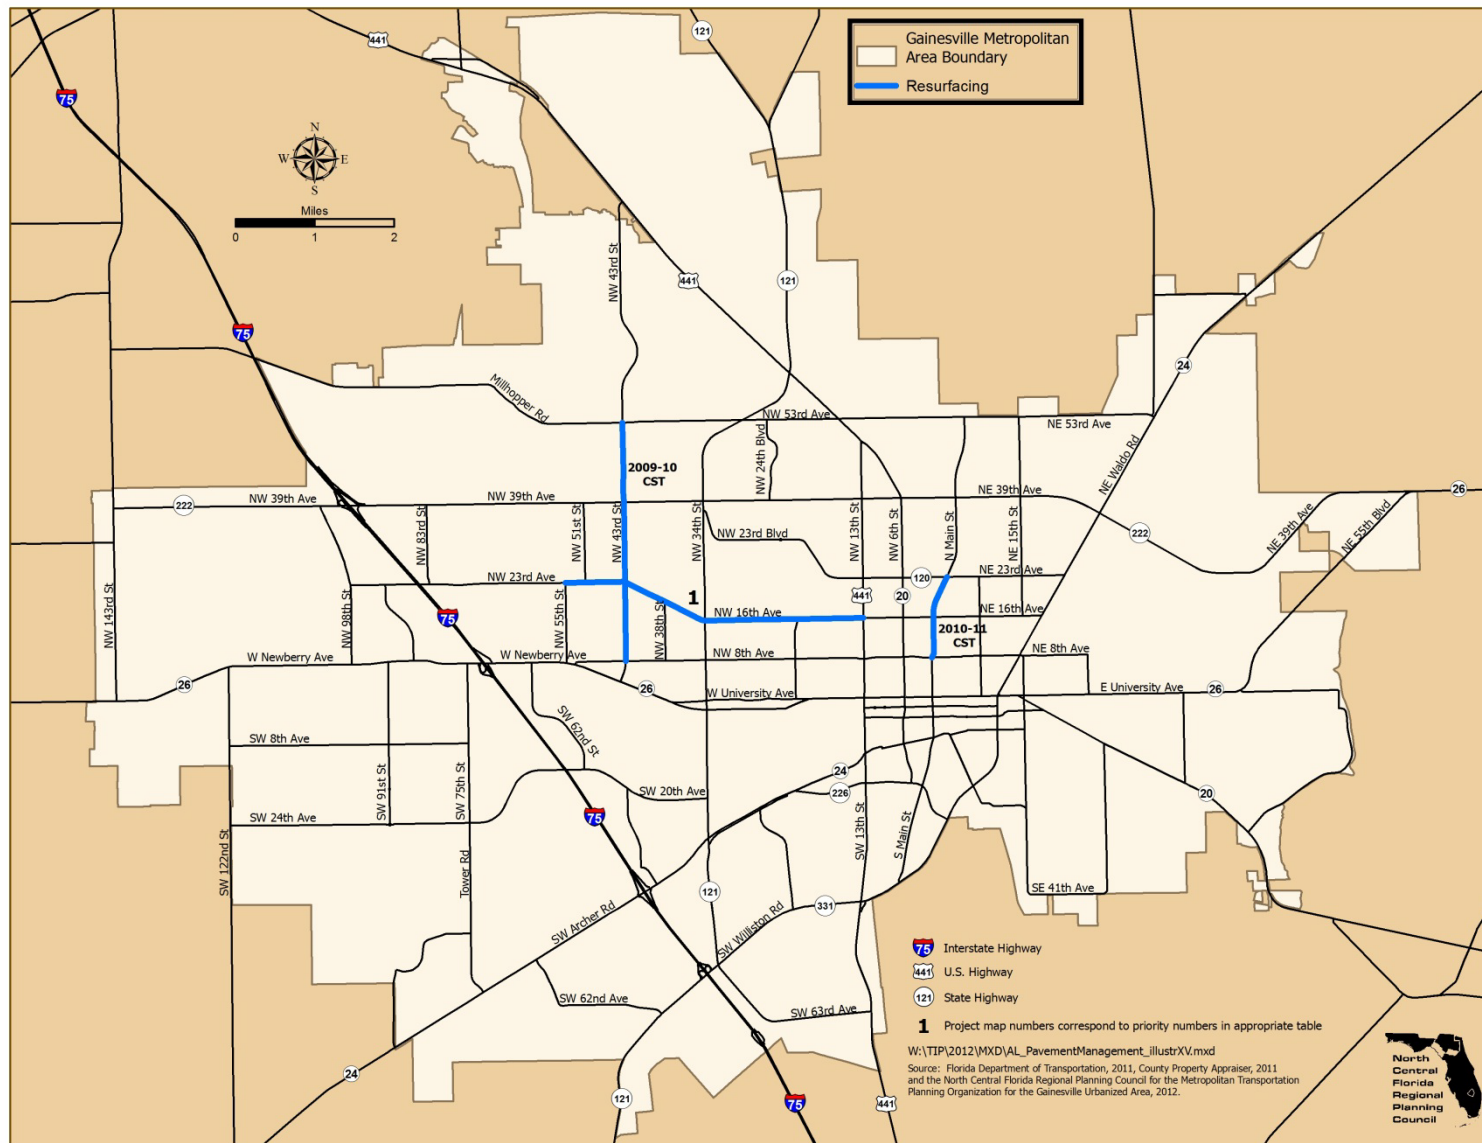 121
441
Gainesville Metropolitan
Area Boundary
Resurfacing
75
N
W E
S
Miles
0 1 2
NW 43rd St
441
121
75
24
Millhopper Rd
NW 53rd Ave
NE 53rd Ave
NW 24th Blvd
NE Waldo Rd
2009-10
CST
26
222
NW 39th Ave
NW 39th Ave
NE 39th Ave
NE 39th Ave
NE 55th Blvd
NW 83rd St
NW 51st St
NW 43rd St
NW 34th St
NW 23rd Blvd
NW 13th St
NW 6th St
N Main St
NE 15th St
222
NW 23rd Ave
120
NE 23rd Ave
NW 143rd St
NW 98th St
75
NW 55th St
NW 38th St
1
441
20
NW 16th Ave
NE 16th Ave
2010-11
CST
W Newberry Ave
W Newberry Ave
NW 8th Ave
NE 8th Ave
26
26
W University Ave
E University Ave
26
SW 62nd St
SW 8th Ave
SW 91st St
SW 75th St
24
SW 20th Ave
226
20
SW 24th Ave
75
SW 122nd St
Tower Rd
SW 13th St
S Main St
121
SE 41th Ave
SW Archer Rd
SW Williston Rd
331
SW 62nd Ave
SW 63rd Ave
24
121
75
441
75 Interstate Highway
441 U.S. Highway
121 State Highway
1 Project map numbers correspond to priority numbers in appropriate table
W:\TIP\2012\MXD\AL_PavementManagement_illustrXV.mxd
Source: Florida Department of Transportation, 2011, County Property Appraiser, 2011
and the North Central Florida Regional Planning Council for the Metropolitan Transportation
Planning Organization for the Gainesville Urbanized Area, 2012.
North
Central
Florida
Regional
Planning
Council